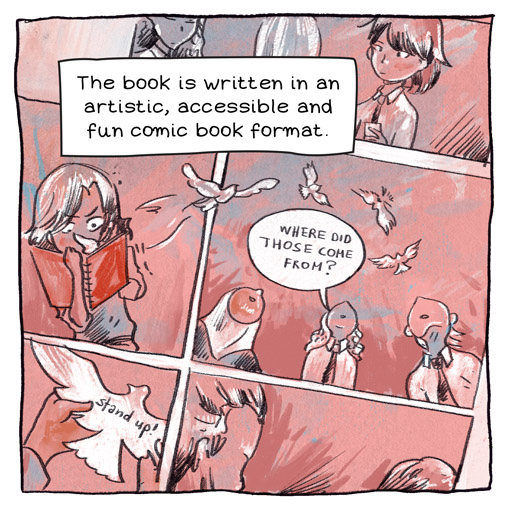 The book is written in an
artistic, accessible and
fun comic book format.
WHERE DID
THOSE COME
FROM?
stand up!